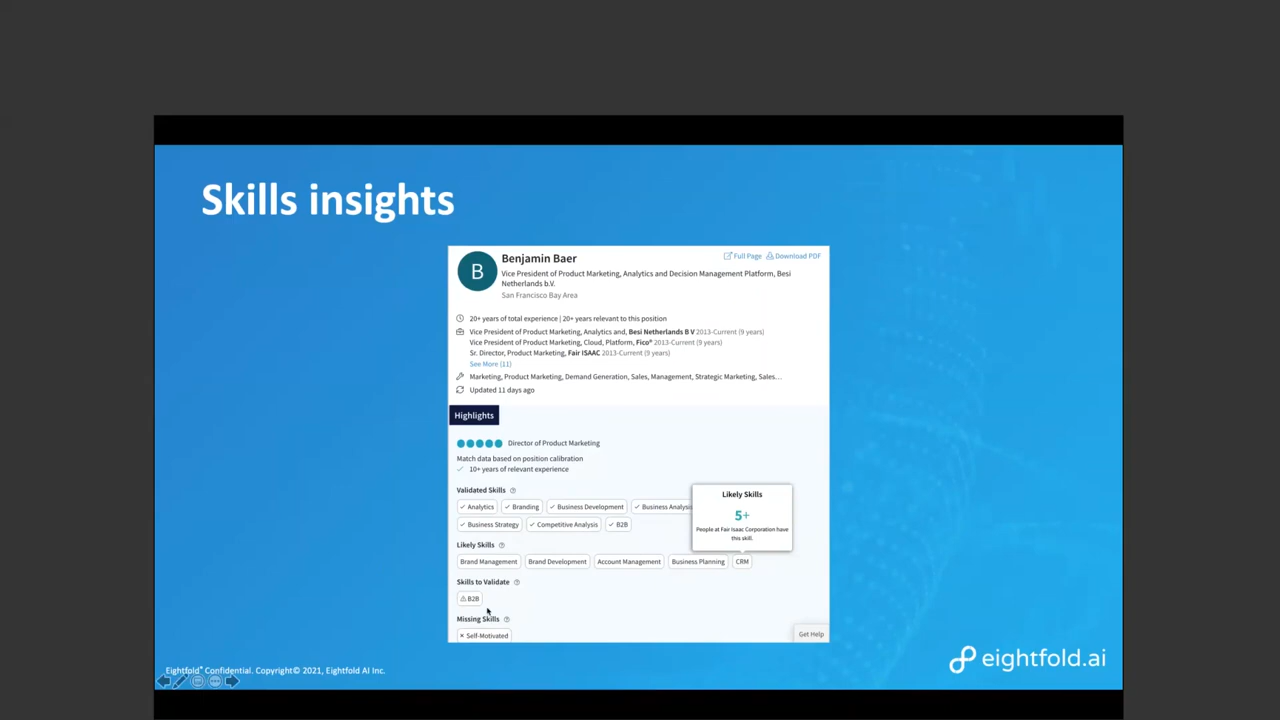 Skills insights
B
Benjamin Baer
Full Page
Download PDF
Vice President of Product Marketing, Analytics and Decision Management Platform, Besi
Netherlands b.V.
San Francisco Bay Area
20+ years of total experience | 20+ years relevant to this position
Vice President of Product Marketing, Analytics and, Besi Netherlands B V 2013-Current (9 years)
Vice President of Product Marketing, Cloud, Platform, Fico® 2013-Current (9 years)
Sr. Director, Product Marketing, Fair ISAAC 2013-Current (9 years)
See More (11)
Marketing, Product Marketing, Demand Generation, Sales, Management, Strategic Marketing, Sales...
Updated 11 days ago
Highlights
Director of Product Marketing
Match data based on position calibration
10+ years of relevant experience
Validated Skills
Analytics Branding Business Development Business Analysis
Business Strategy Competitive Analysis B2B
Likely Skills
5+
People at Fair Isaac Corporation have
this skill.
Likely Skills
Brand Management Brand Development Account Management Business Planning CRM
Skills to Validate
B2B
Missing Skills
× Self-Motivated
Get Help
Eightfold® Confidential. Copyright© 2021, Eightfold AI Inc.
eightfold.ai